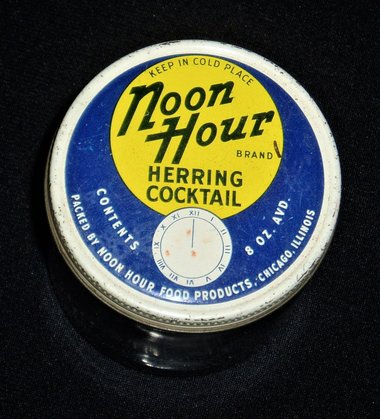 KEEP IN COLD PLACE
Noon
Hour
BRAND
HERRING
COCKTAIL
CONTENTS 8 OZ. AVD.
XII I II III IIII V VI VII VIII IX X XI
PACKED BY NOON HOUR FOOD PRODUCTS, CHICAGO, ILLINOIS